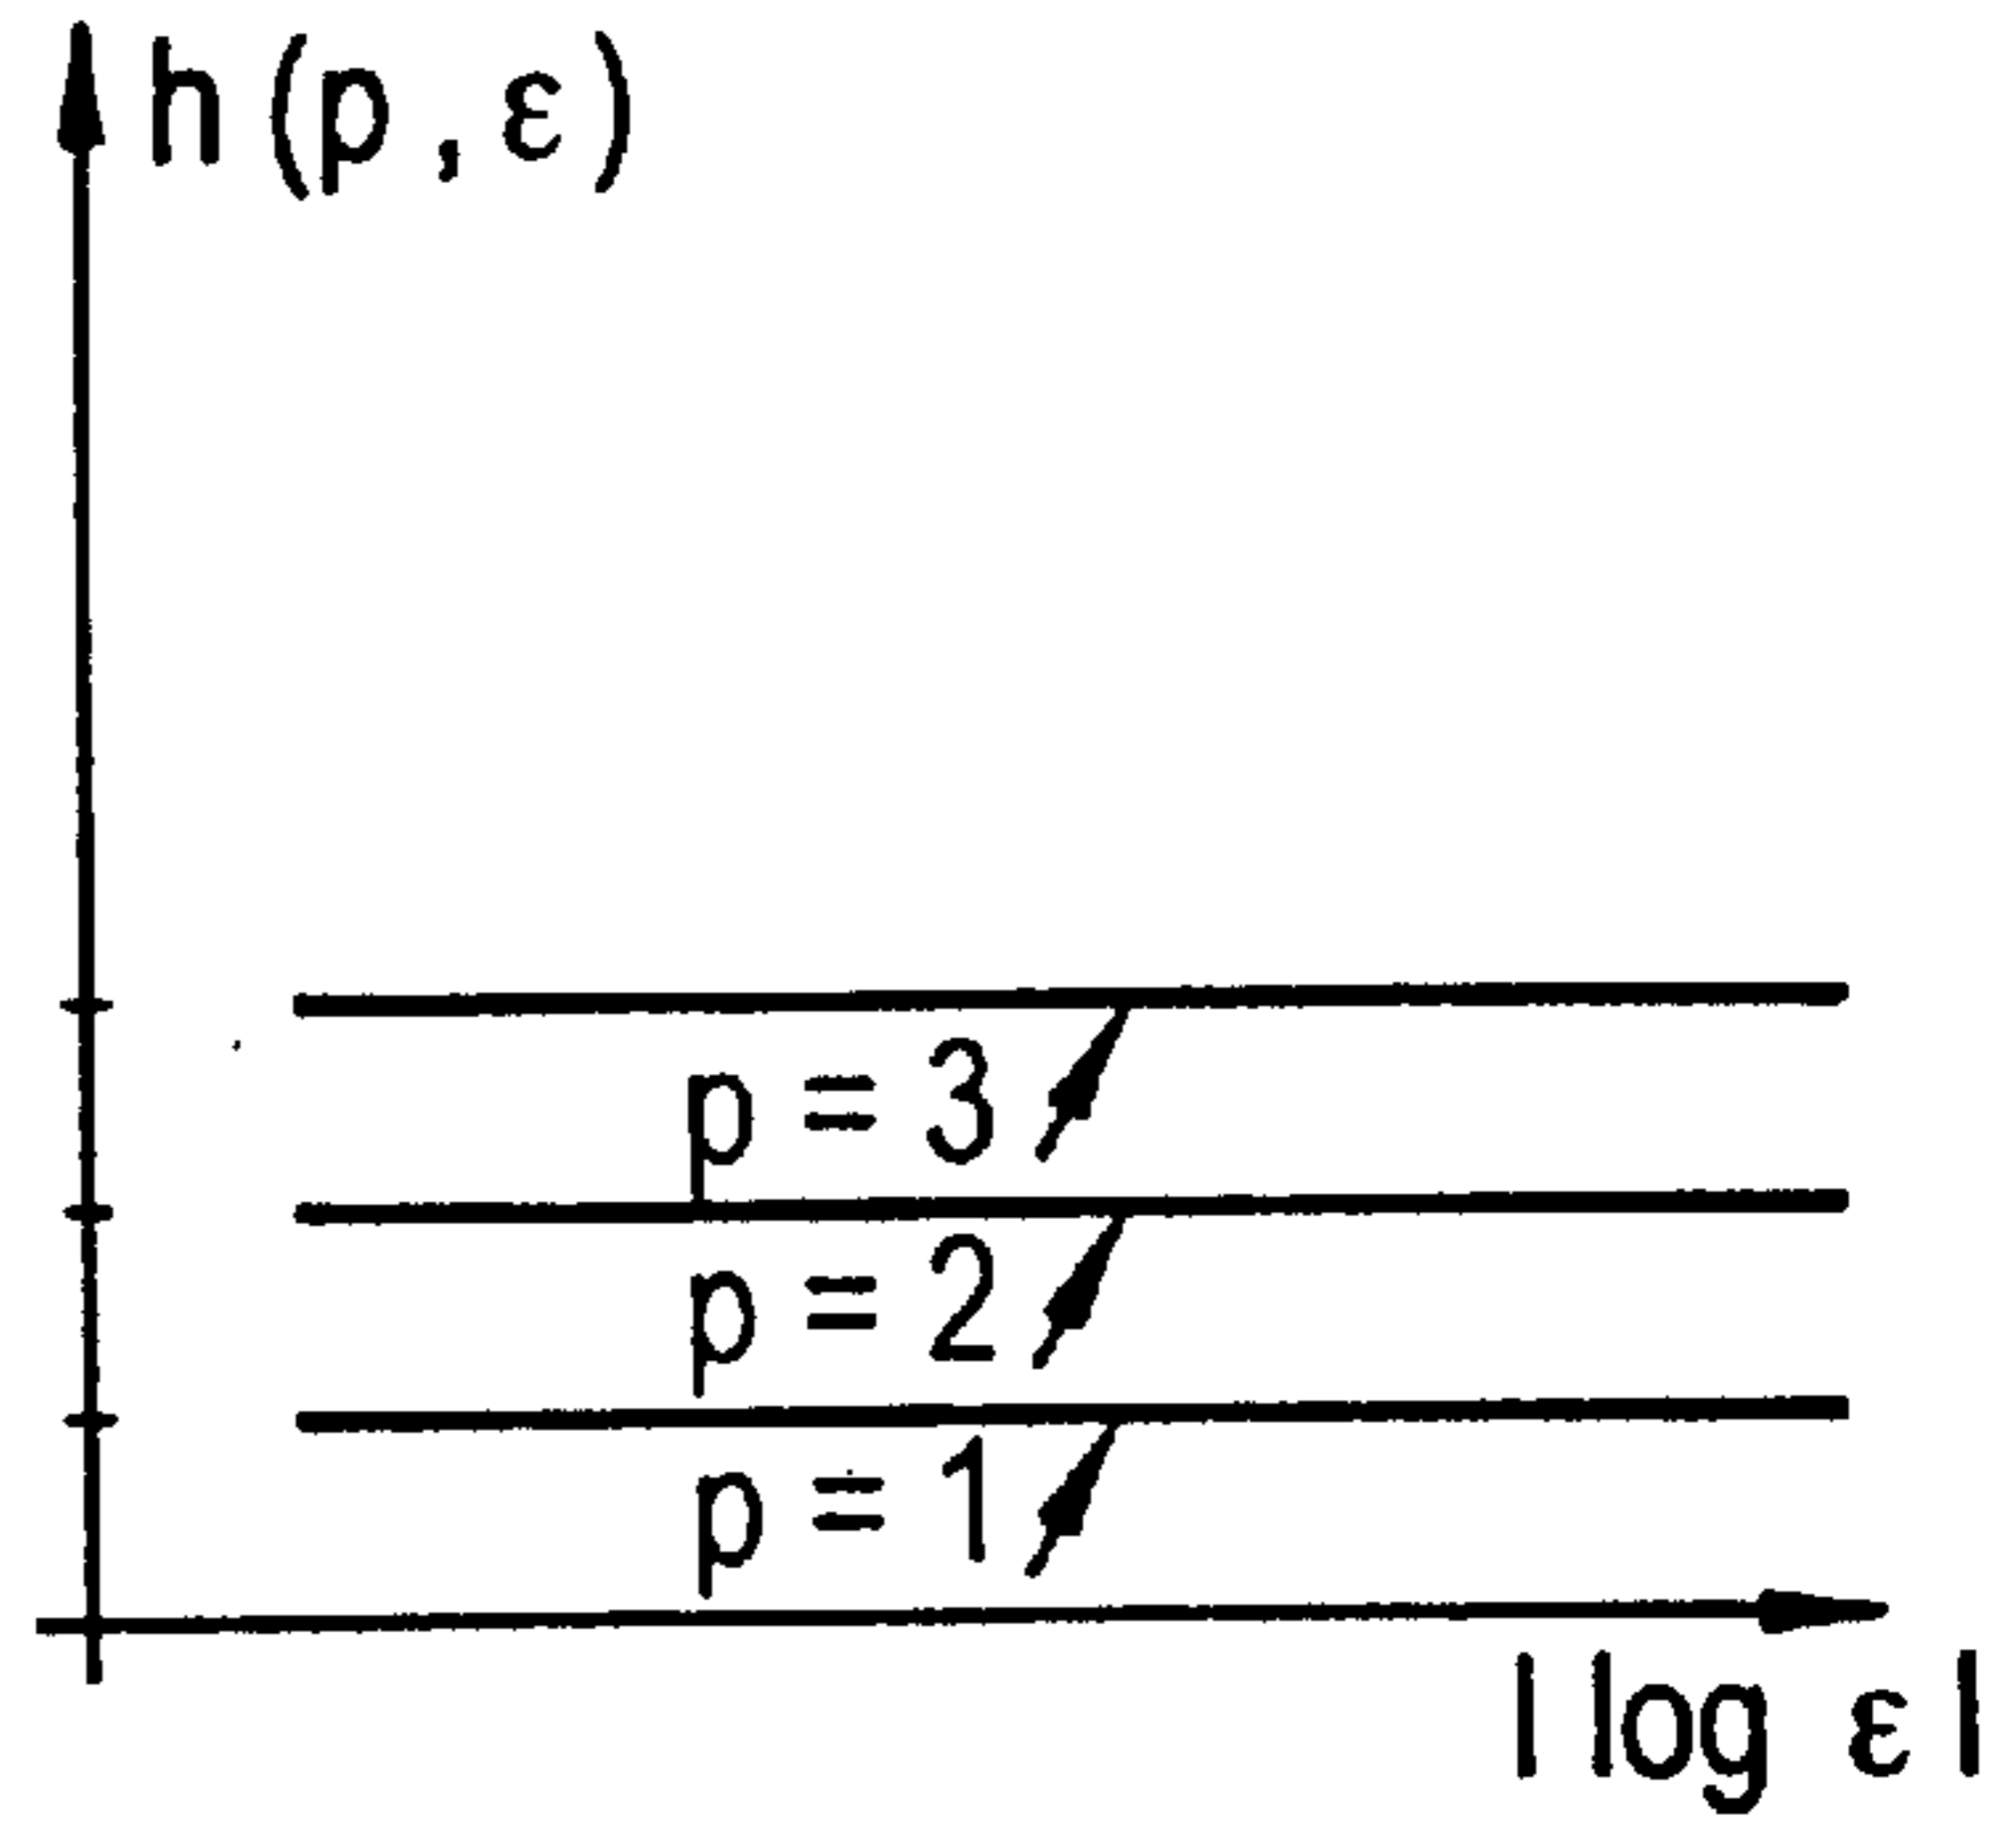 h (p , ε)
p = 3
p = 2
p = 1
| log ε |